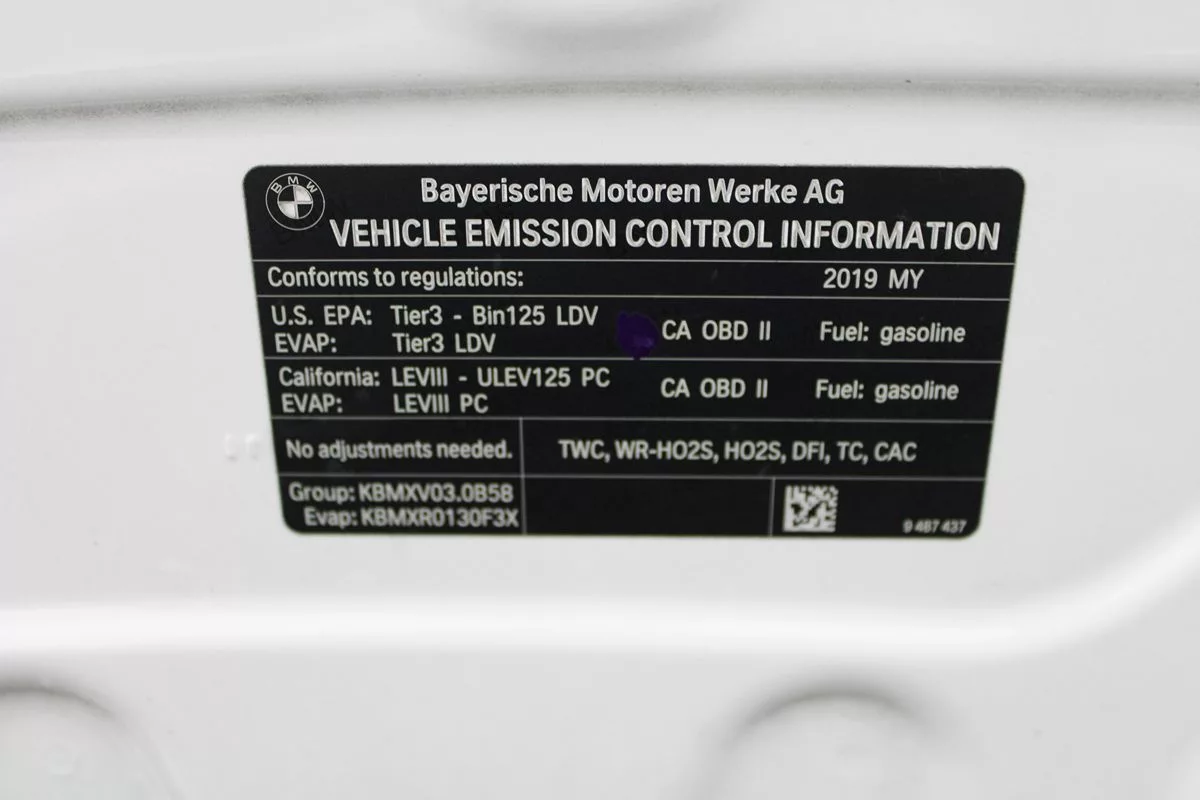 BMW
Bayerische Motoren Werke AG
VEHICLE EMISSION CONTROL INFORMATION
Conforms to regulations: 2019 MY
U.S. EPA: Tier3 - Bin125 LDV CA OBD II Fuel: gasoline
EVAP: Tier3 LDV
California: LEVIII - ULEV125 PC CA OBD II Fuel: gasoline
EVAP: LEVIII PC
No adjustments needed. TWC, WR-HO2S, HO2S, DFI, TC, CAC
Group: KBMXV03.0B58
Evap: KBMXR0130F3X
9 467 437